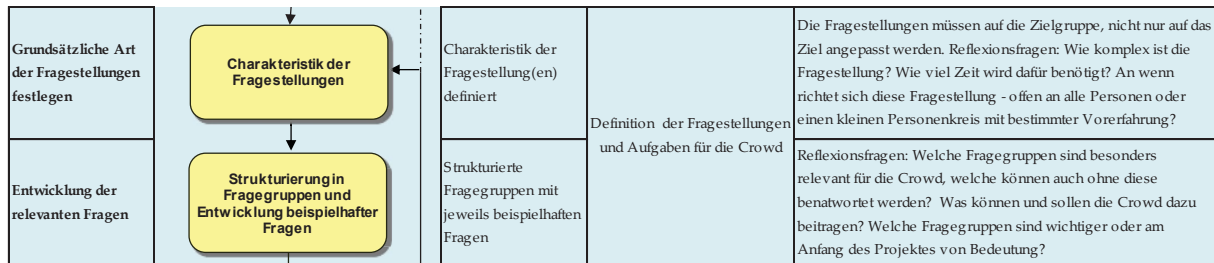 Grundsätzliche Art
der Fragestellungen
festlegen
Charakteristik der
Fragestellungen
Charakteristik der
Fragestellung(en)
definiert
Definition der Fragestellungen
und Aufgaben für die Crowd
Die Fragestellungen müssen auf die Zielgruppe, nicht nur auf das
Ziel angepasst werden. Reflexionsfragen: Wie komplex ist die
Fragestellung? Wie viel Zeit wird dafür benötigt? An wenn
richtet sich diese Fragestellung - offen an alle Personen oder
einen kleinen Personenkreis mit bestimmter Vorerfahrung?
Entwicklung der
relevanten Fragen
Strukturierung in
Fragegruppen und
Entwicklung beispielhafter
Fragen
Strukturierte
Fragegruppen mit
jeweils beispielhaften
Fragen
Reflexionsfragen: Welche Fragegruppen sind besonders
relevant für die Crowd, welche können auch ohne diese
benatwortet werden? Was können und sollen die Crowd dazu
beitragen? Welche Fragegruppen sind wichtiger oder am
Anfang des Projektes von Bedeutung?